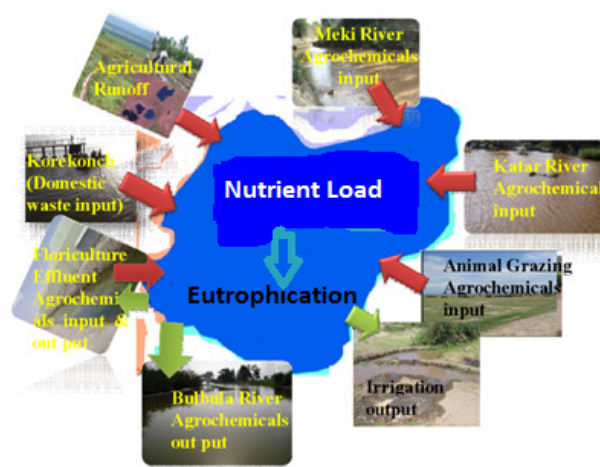 Meki River
Agrochemicals
input
Agricultural
Runoff
Korekonch
(Domestic
waste input)
Nutrient Load
Katar River
Agrochemical
input
Floriculture
Effluent
Agrochemi
als input &
out put
Eutrophication
Animal Grazing
Agrochemicals
input
Irrigation
output
Bulbula River
Agrochemicals
out put